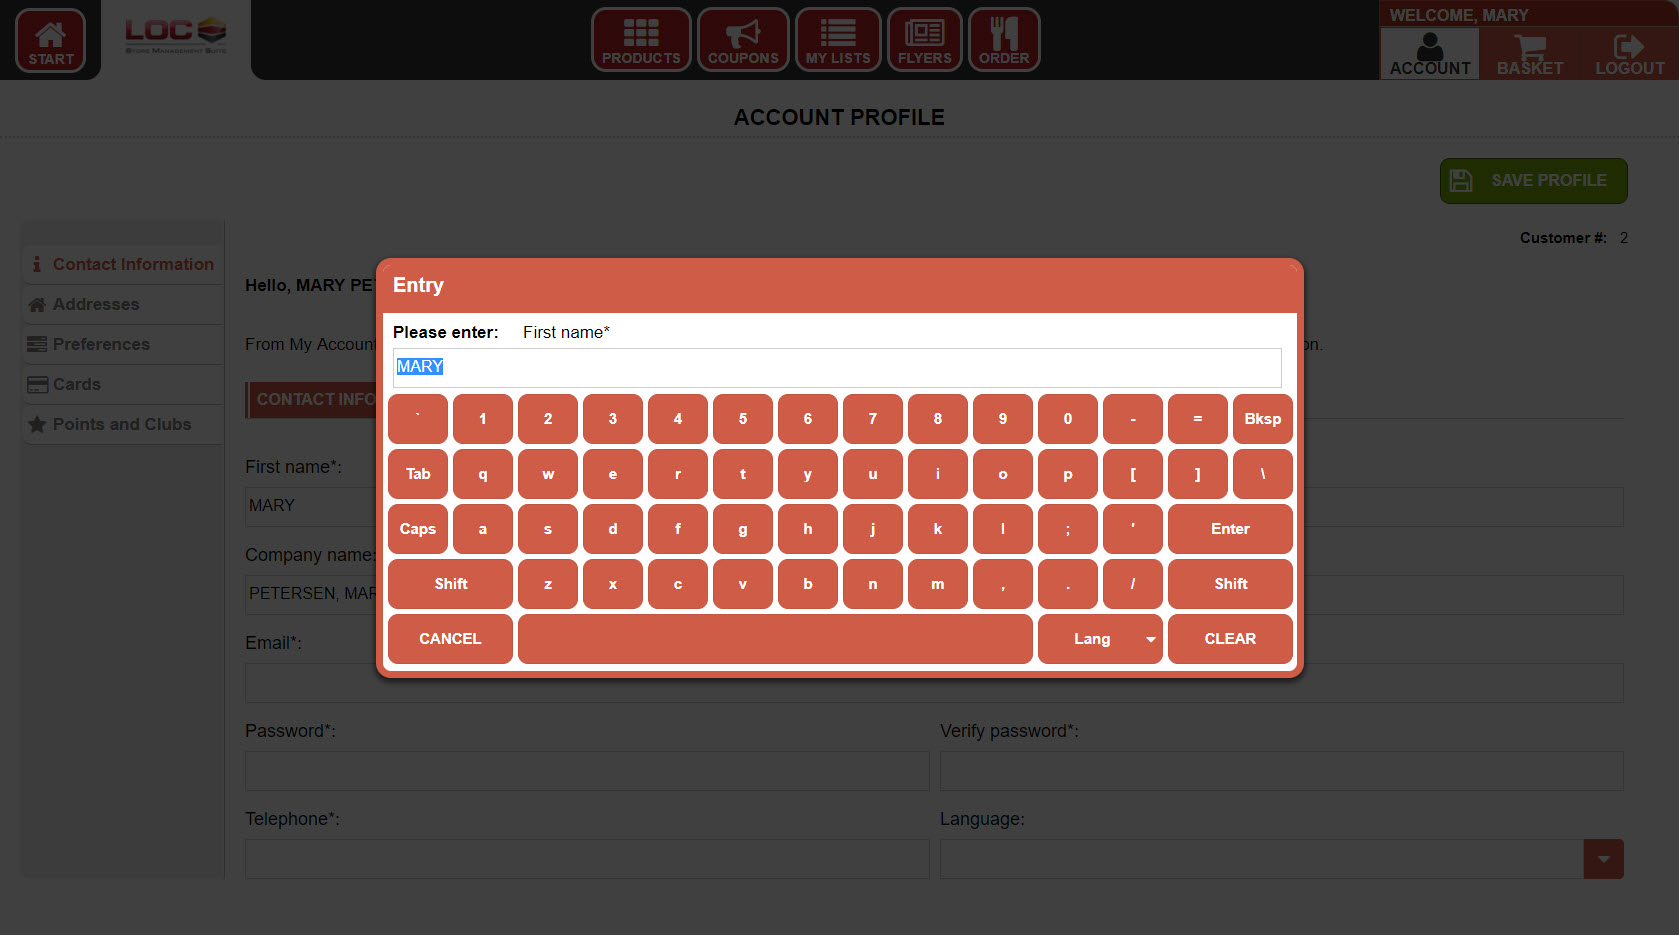 START
LOC
STORE MANAGEMENT SUITE
PRODUCTS
COUPONS
MY LISTS
FLYERS
ORDER
WELCOME, MARY
ACCOUNT
BASKET
LOGOUT
ACCOUNT PROFILE
SAVE PROFILE
Customer #: 2
Contact Information
Addresses
Preferences
Cards
Points and Clubs
Hello, MARY PE
From My Accoun
on.
CONTACT INFO
First name*:
MARY
Company name:
PETERSEN, MAR
Email*:
Password*:
Verify password*:
Telephone*:
Language:
Entry
Please enter: First name*
MARY
` 1 2 3 4 5 6 7 8 9 0 - = Bksp
Tab q w e r t y u i o p [ ] \
Caps a s d f g h j k l ; ' Enter
Shift z x c v b n m , . / Shift
CANCEL Lang CLEAR